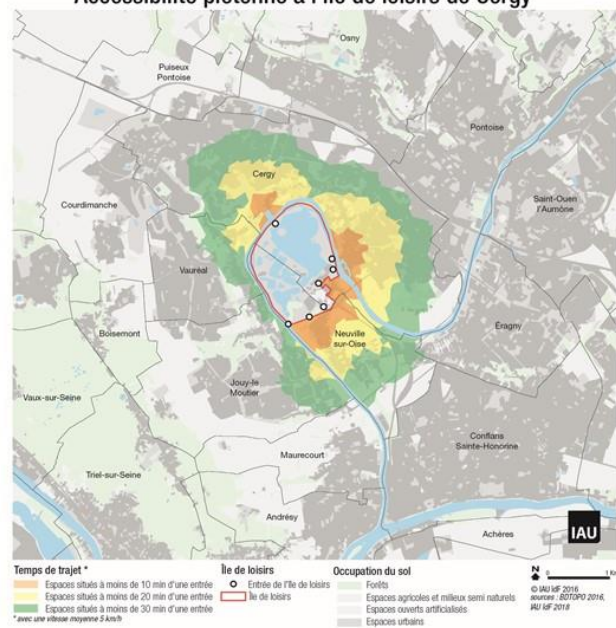 Accessibilité piétonne à l'île de loisirs de Cergy
Osny
Puiseux
Pontoise
Pontoise
Cergy
Saint-Ouen
l'Aumône
Courdimanche
Vauréal
Boisemont
Éragny
Neuville
sur-Oise
Jouy-le
Moutier
Vaux-sur-Seine
Conflans
Sainte-Honorine
Maurecourt
Triel-sur-Seine
Andrésy
Achères
IAU
Temps de trajet *
Espaces situés à moins de 10 min d'une entrée
Espaces situés à moins de 20 min d'une entrée
Espaces situés à moins de 30 min d'une entrée
* avec une vitesse moyenne 5 km/h
Île de loisirs
Entrée de l'île de loisirs
Île de loisirs
Occupation du sol
Forêts
Espaces agricoles et milieux semi naturels
Espaces ouverts artificialisés
Espaces urbains
N
0 1 Km
© IAU IdF 2016
sources : BDTOPO 2016,
IAU IdF 2018